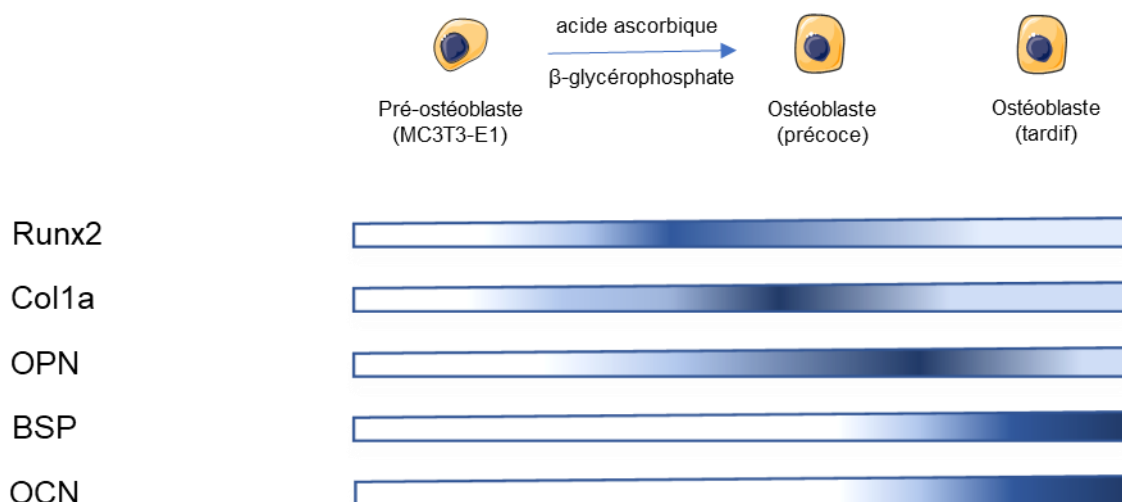 acide ascorbique
β-glycérophosphate
Pré-ostéoblaste
(MC3T3-E1)
Ostéoblaste
(précoce)
Ostéoblaste
(tardif)
Runx2
Col1a
OPN
BSP
OCN